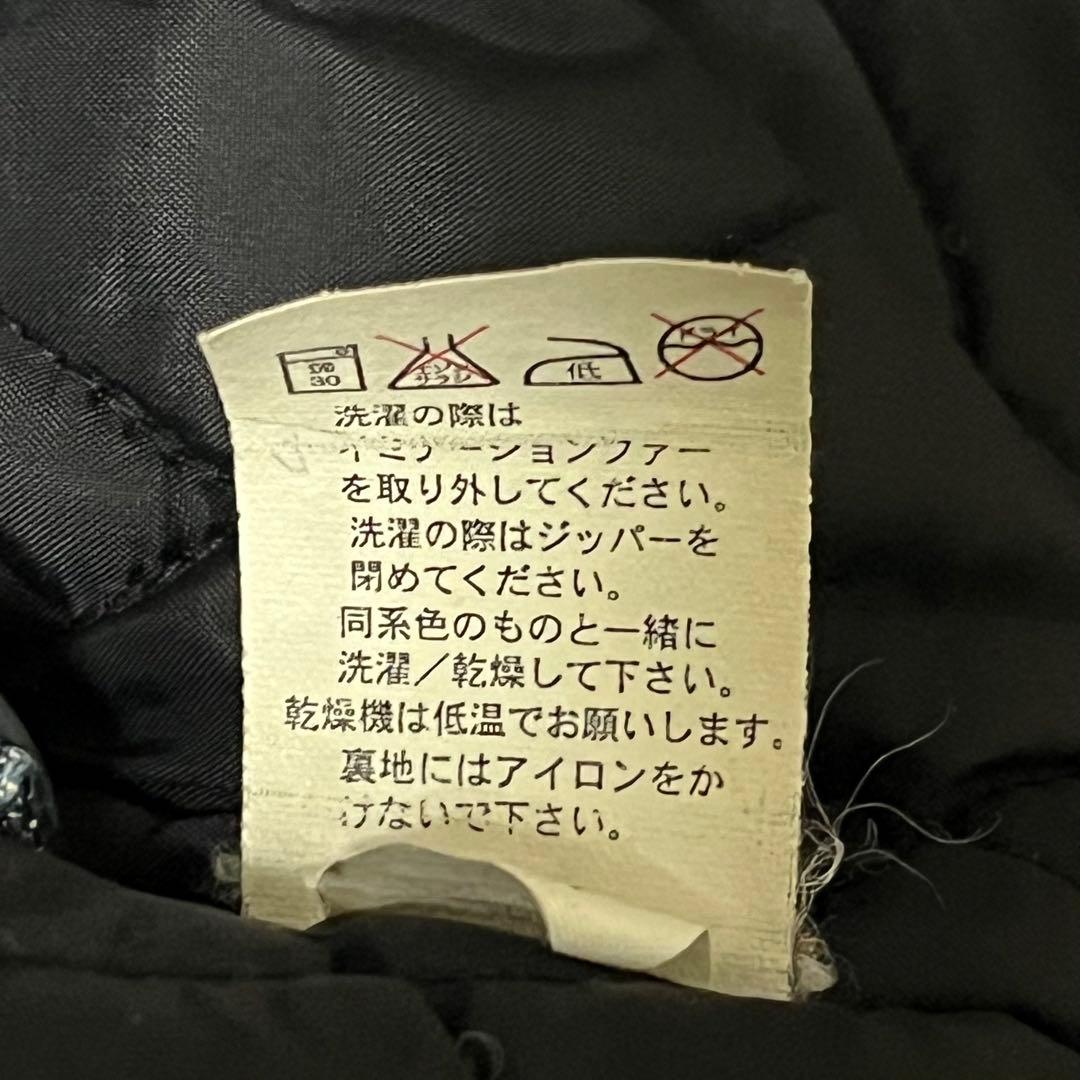 30
エンソ サラシ
低
ドライ
洗濯の際は
イミテーションファー
を取り外してください。
洗濯の際はジッパーを
閉めてください。
同系色のものと一緒に
洗濯／乾燥して下さい。
乾燥機は低温でお願いします。
裏地にはアイロンをか
けないで下さい。